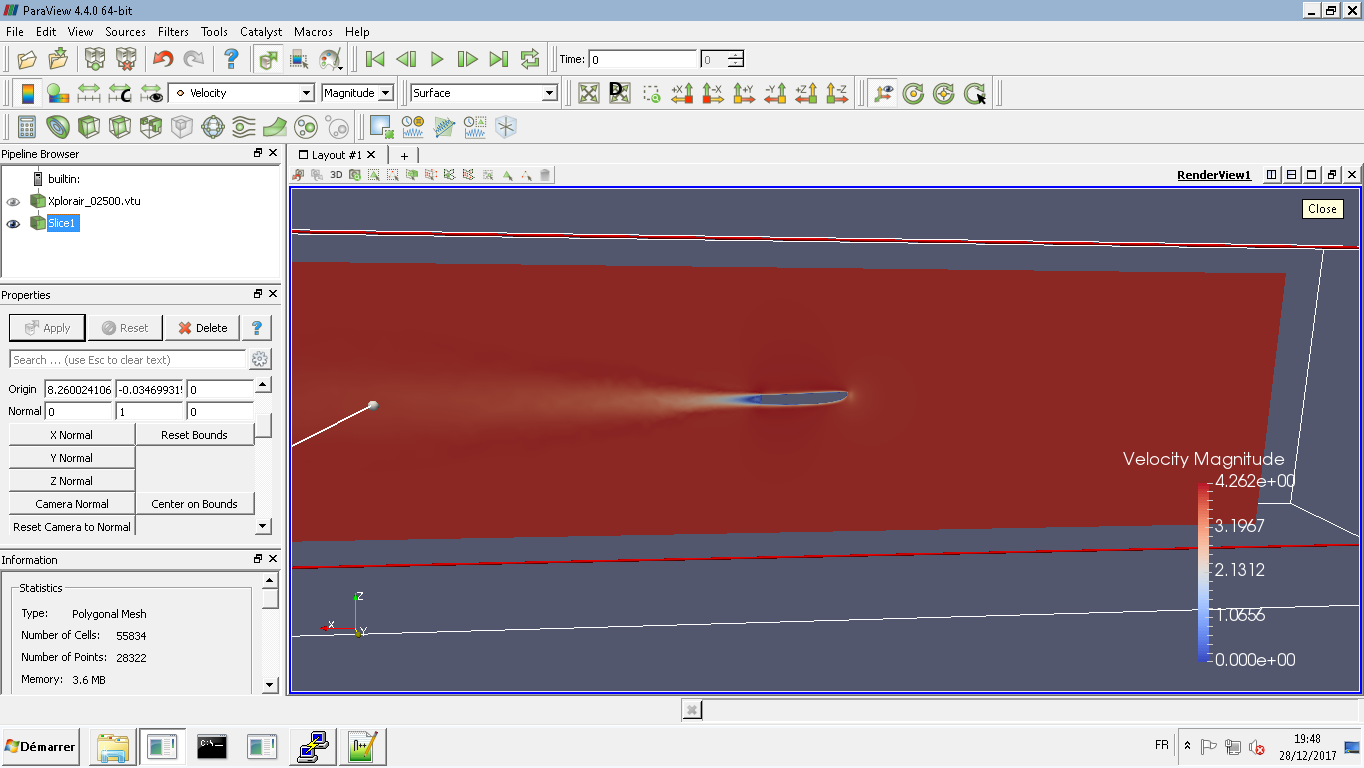 ParaView 4.4.0 64-bit
File Edit View Sources Filters Tools Catalyst Macros Help
Time: 0 0
Velocity Magnitude Surface
+X -X +Y -Y +Z -Z
Pipeline Browser
Layout #1
+
builtin:
3D
RenderView1
Xplorair_02500.vtu
Close
Slice1
Properties
Apply Reset Delete ?
Search ... (use Esc to clear text)
Origin 8.260024106 -0.03469931 0
Normal 0 1 0
X Normal Reset Bounds
Y Normal
Z Normal
Camera Normal Center on Bounds
Reset Camera to Normal
Information
Statistics
Type: Polygonal Mesh
Number of Cells: 55834
Number of Points: 28322
Memory: 3.6 MB
Velocity Magnitude
4.262e+00
3.1967
2.1312
1.0656
0.000e+00
Z
X
Y
Démarrer
C:\
FR
19:48
28/12/2017